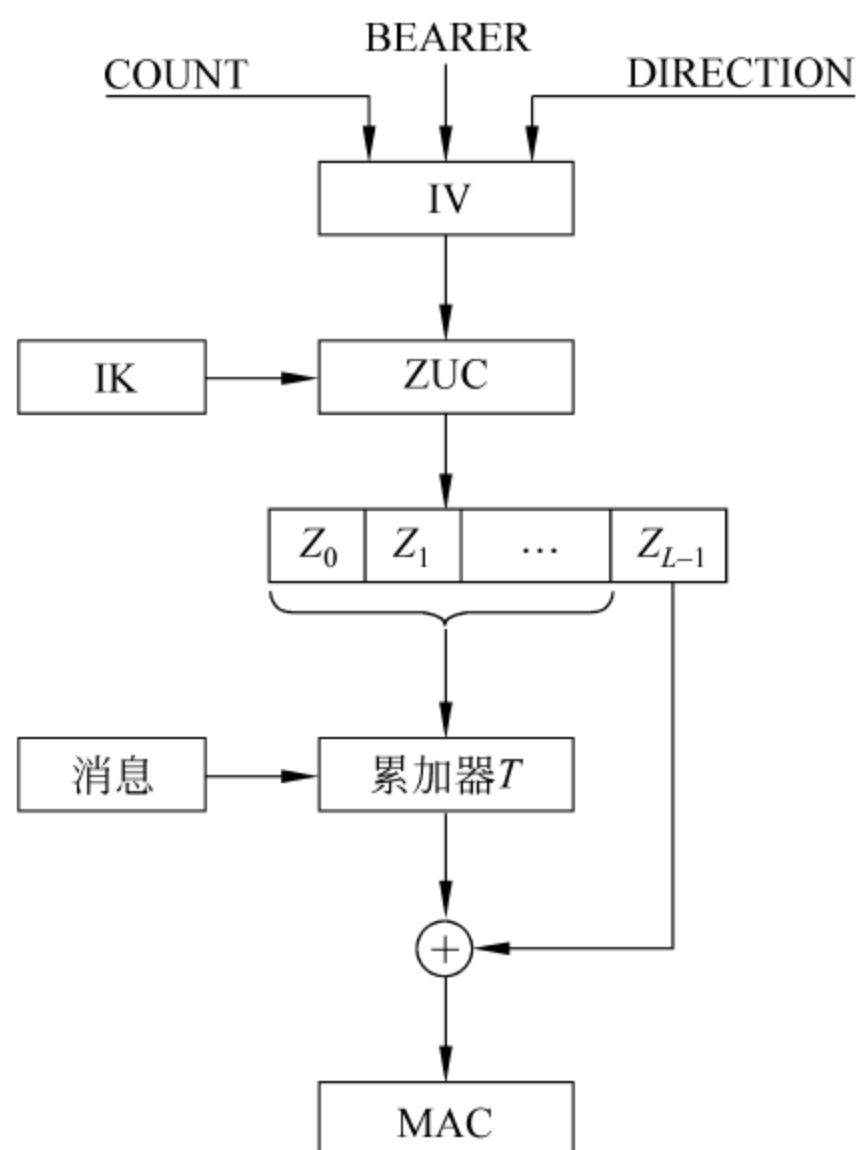 BEARER
COUNT
DIRECTION
IV
IK
ZUC
Z0 Z1 … ZL−1
消息
累加器T
+
MAC